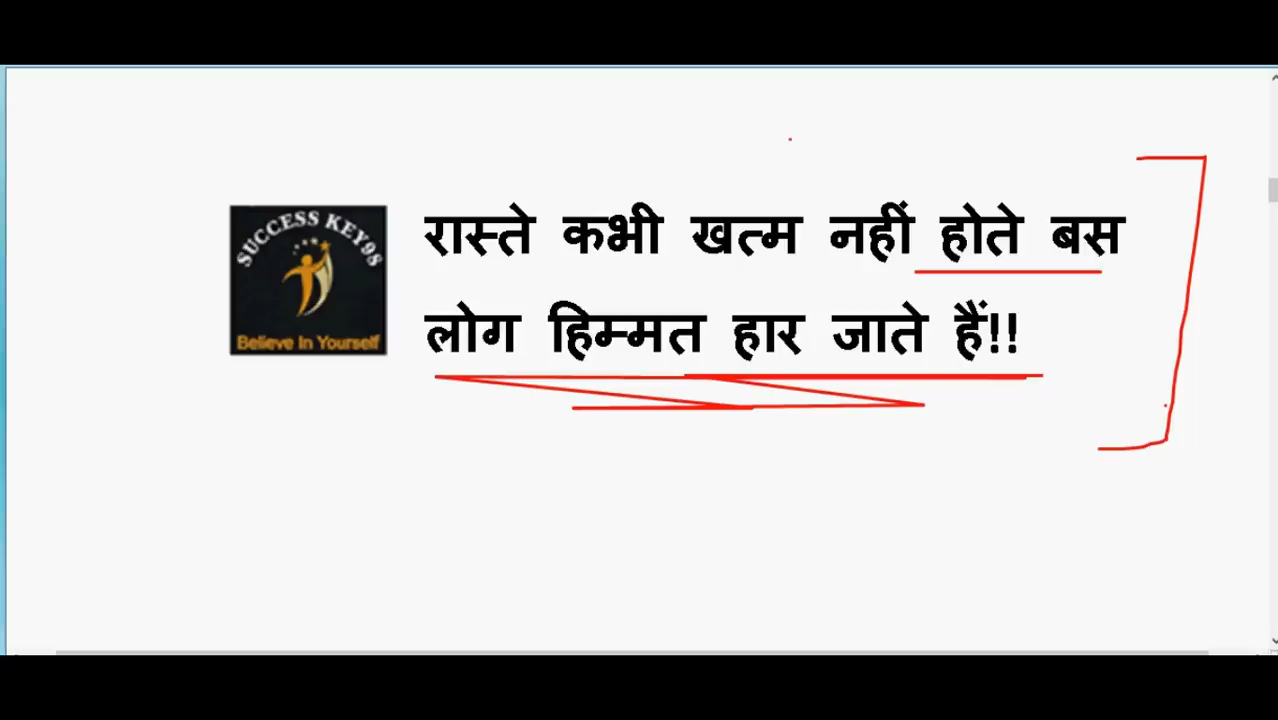 SUCCESS KEY98
Believe In Yourself
रास्ते कभी खत्म नहीं होते बस
लोग हिम्मत हार जाते हैं!!